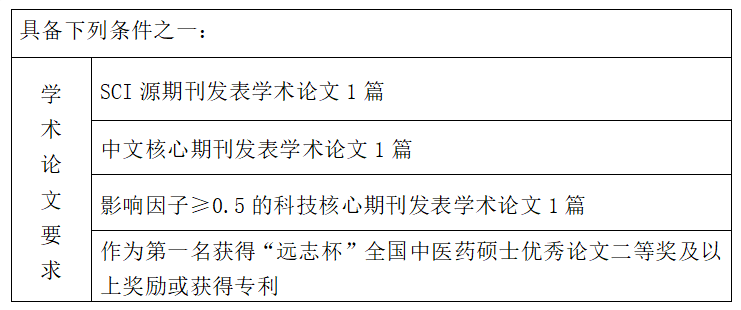 具备下列条件之一：
学术论文要求
SCI 源期刊发表学术论文 1 篇
中文核心期刊发表学术论文 1 篇
影响因子≥0.5 的科技核心期刊发表学术论文 1 篇
作为第一名获得“远志杯”全国中医药硕士优秀论文二等奖及以
上奖励或获得专利